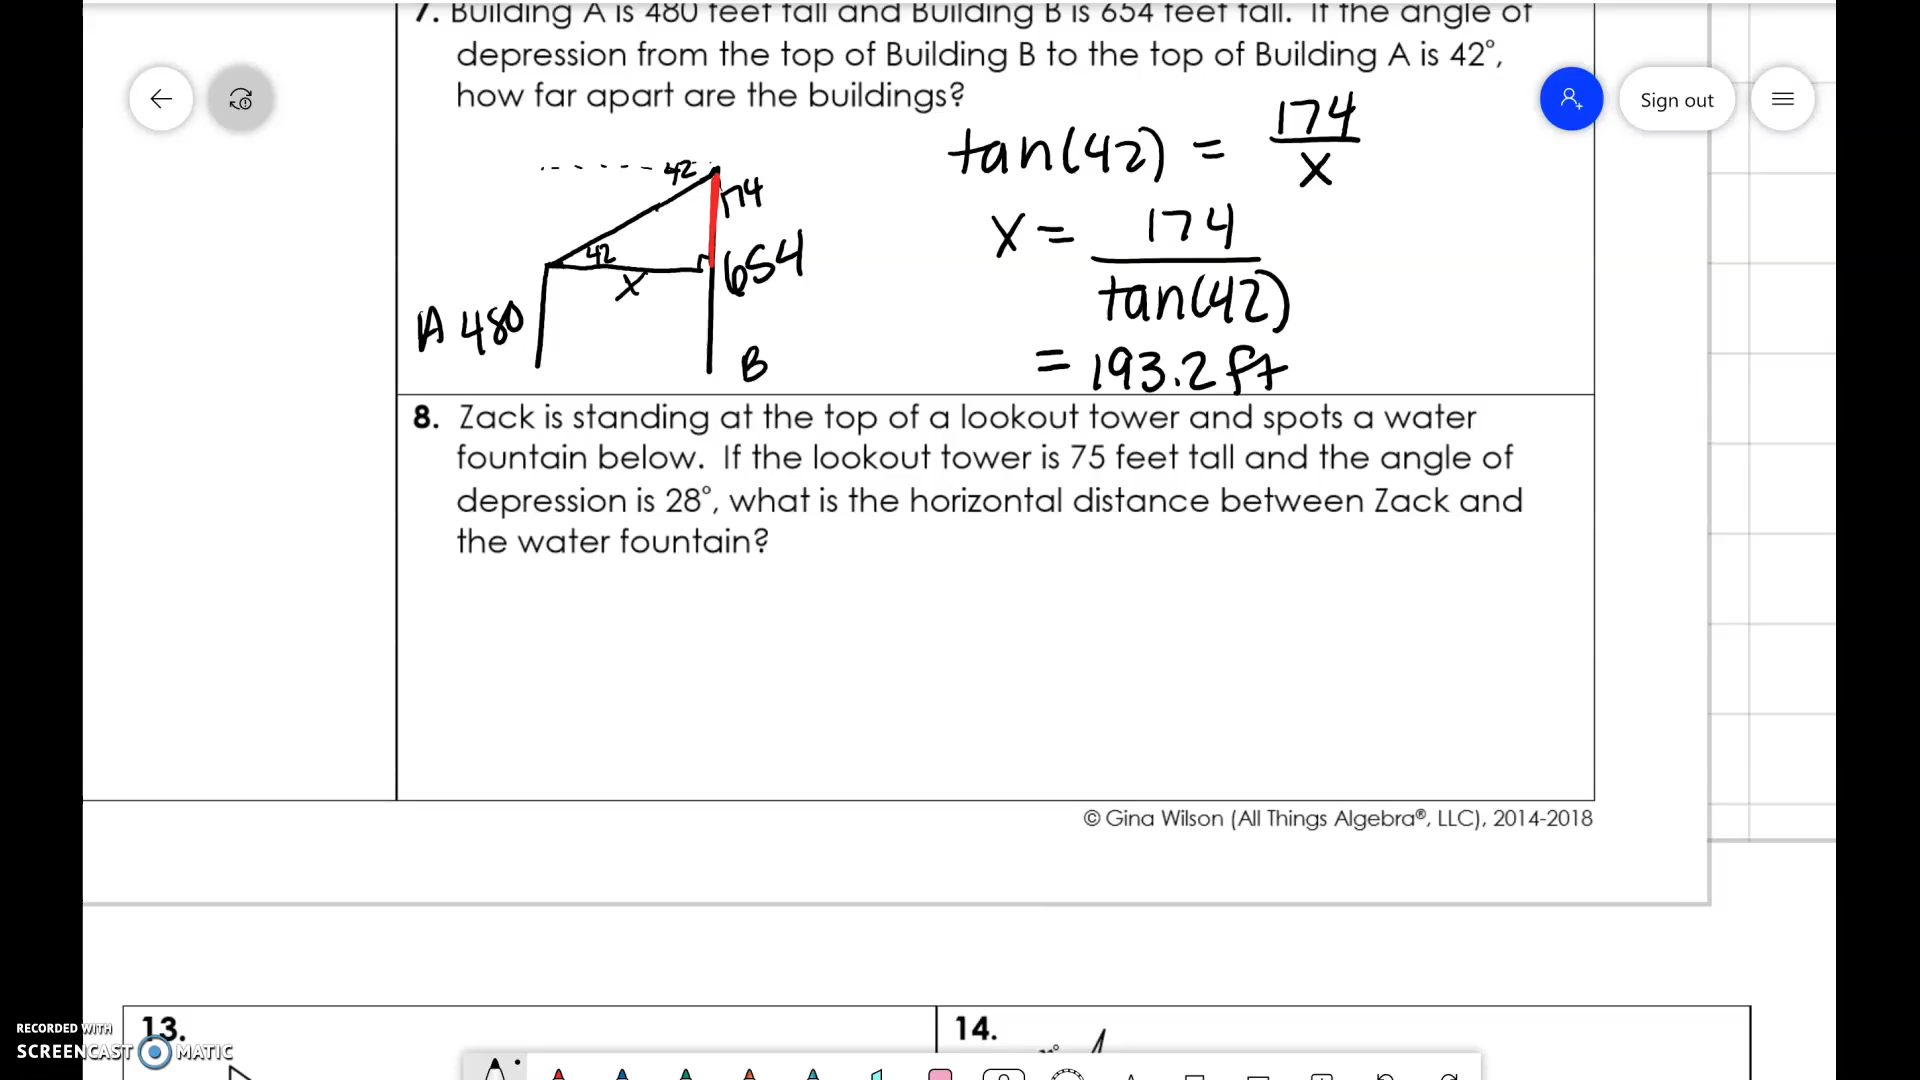 7. Building A is 480 feet tall and Building B is 654 feet tall. If the angle of
depression from the top of Building B to the top of Building A is 42°,
how far apart are the buildings?
Sign out
tan(42) = 174
x
42
174
x = 174
tan(42)
42
x
654
A 480
B
= 193.2 ft
8. Zack is standing at the top of a lookout tower and spots a water
fountain below. If the lookout tower is 75 feet tall and the angle of
depression is 28°, what is the horizontal distance between Zack and
the water fountain?
© Gina Wilson (All Things Algebra®, LLC), 2014-2018
13.
14.
RECORDED WITH
SCREENCAST MATIC